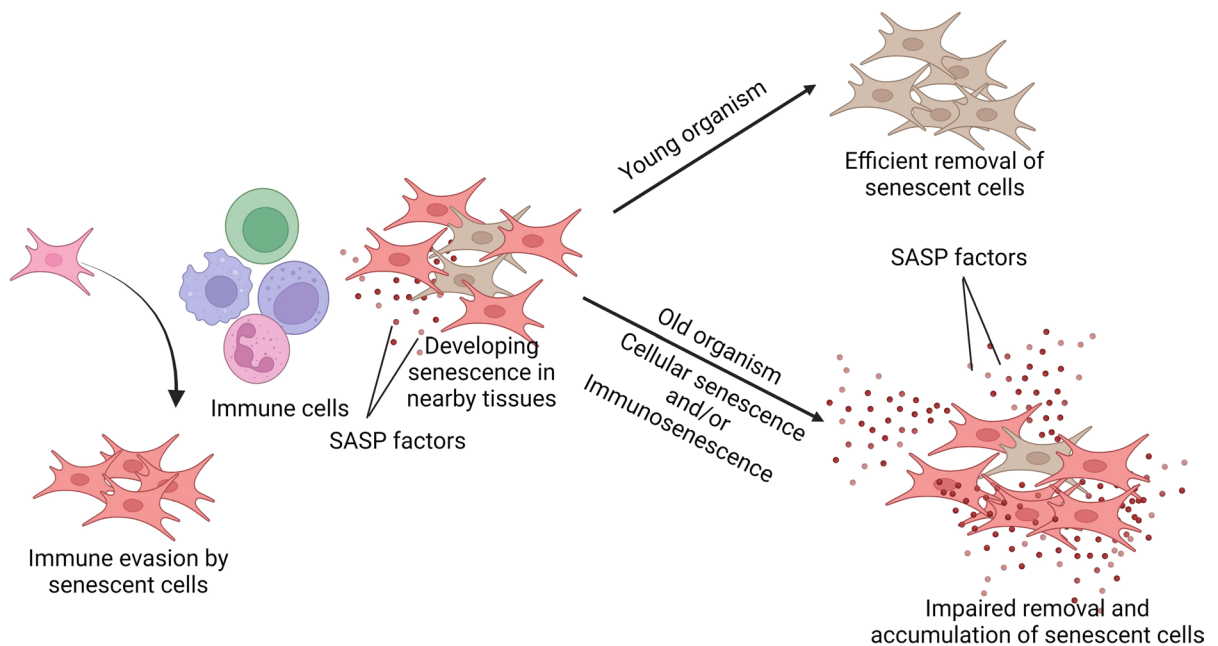 Young organism
Efficient removal of
senescent cells
SASP factors
Old organism
Cellular senescence
and/or
Immunosenescence
Developing
senescence in
nearby tissues
Immune cells
SASP factors
Immune evasion by
senescent cells
Impaired removal and
accumulation of senescent cells